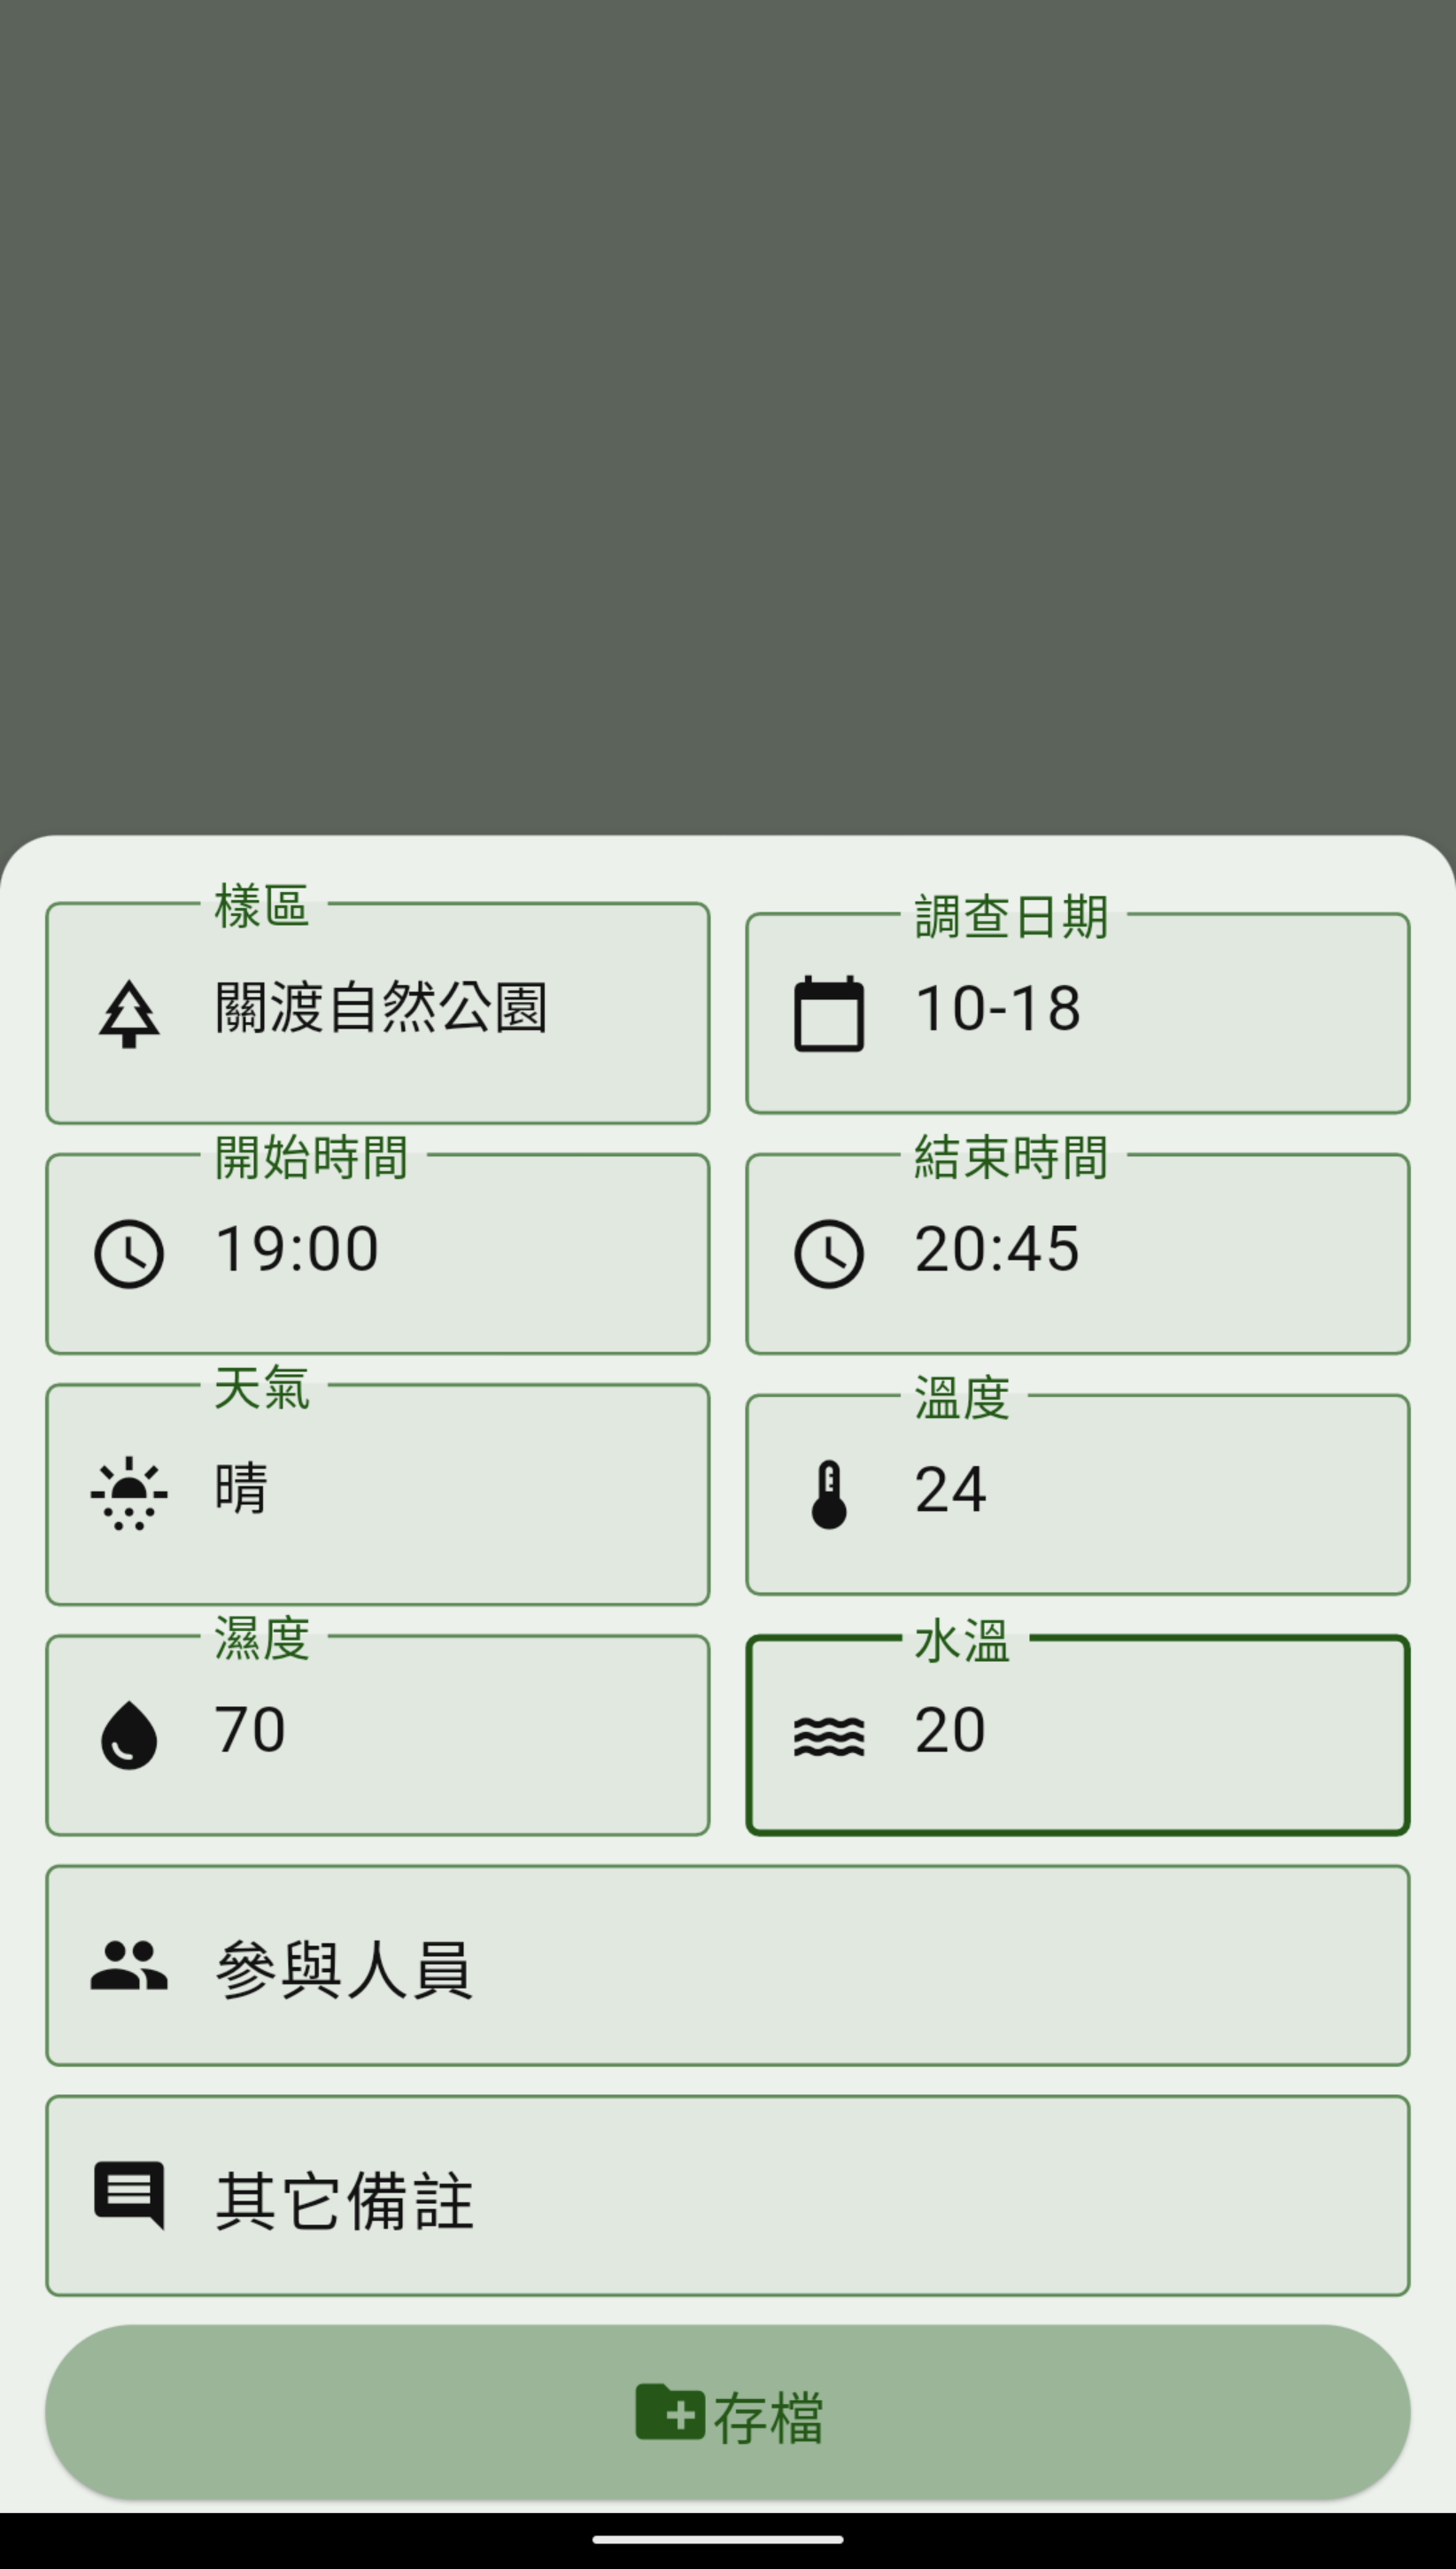 樣區
關渡自然公園
調查日期
10-18
開始時間
19:00
結束時間
20:45
天氣
晴
溫度
24
濕度
70
水溫
20
參與人員
其它備註
存檔